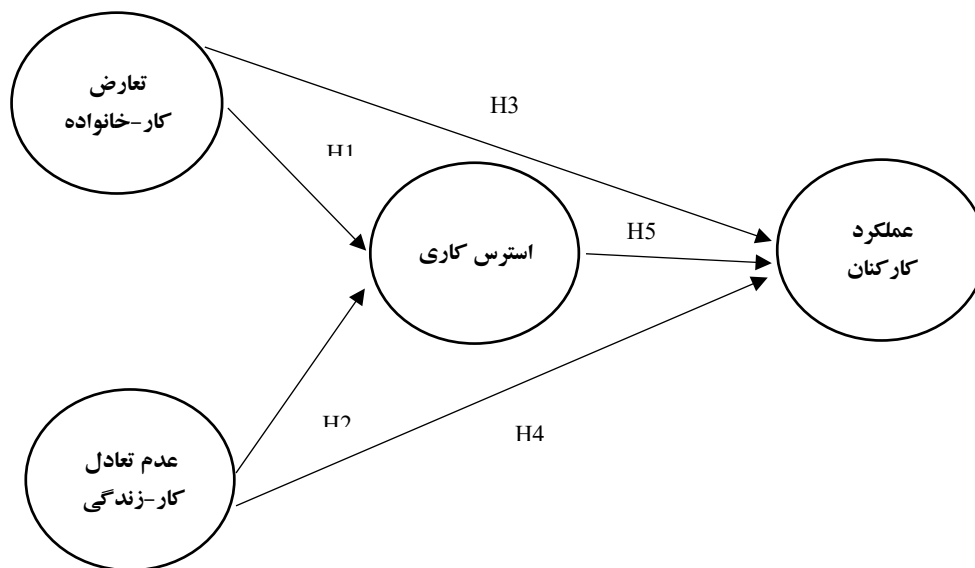 تعارض
کار-خانواده
H3
H1
استرس کاری
H5
عملکرد
کارکنان
عدم تعادل
کار-زندگی
H2
H4